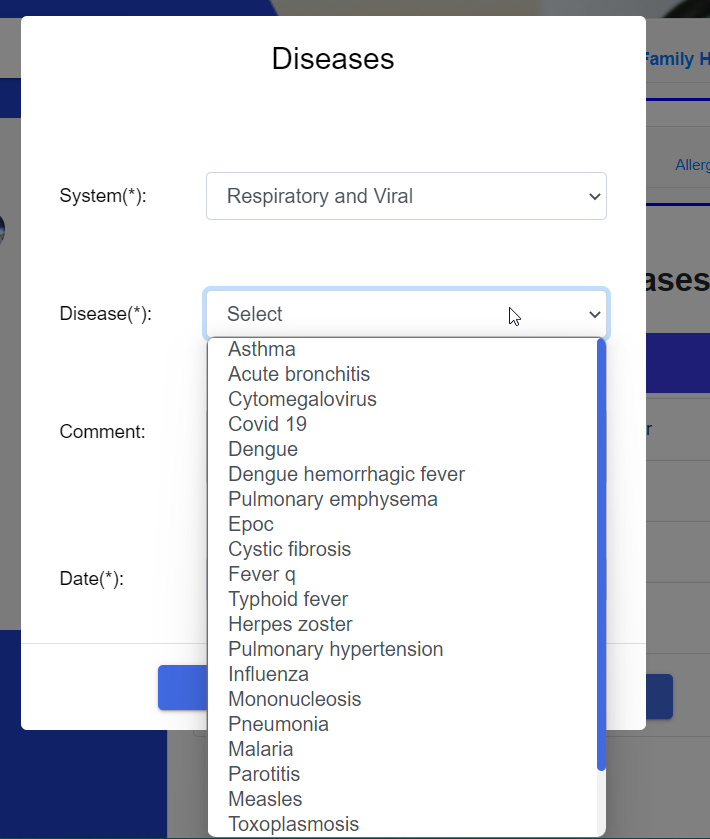 Diseases
Family H
System(*):
Respiratory and Viral
Allerg
ases
Disease(*):
Select
Asthma
Acute bronchitis
Cytomegalovirus
Covid 19
Comment:
r
Dengue
Dengue hemorrhagic fever
Pulmonary emphysema
Epoc
Cystic fibrosis
Fever q
Date(*):
Typhoid fever
Herpes zoster
Pulmonary hypertension
Influenza
Mononucleosis
Pneumonia
Malaria
Parotitis
Measles
Toxoplasmosis